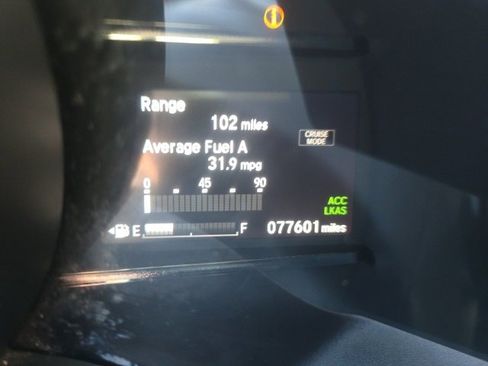 Range
102 miles
CRUISE
MODE
Average Fuel A
31.9 mpg
0 45 90
ACC
LKAS
E F 077601 miles